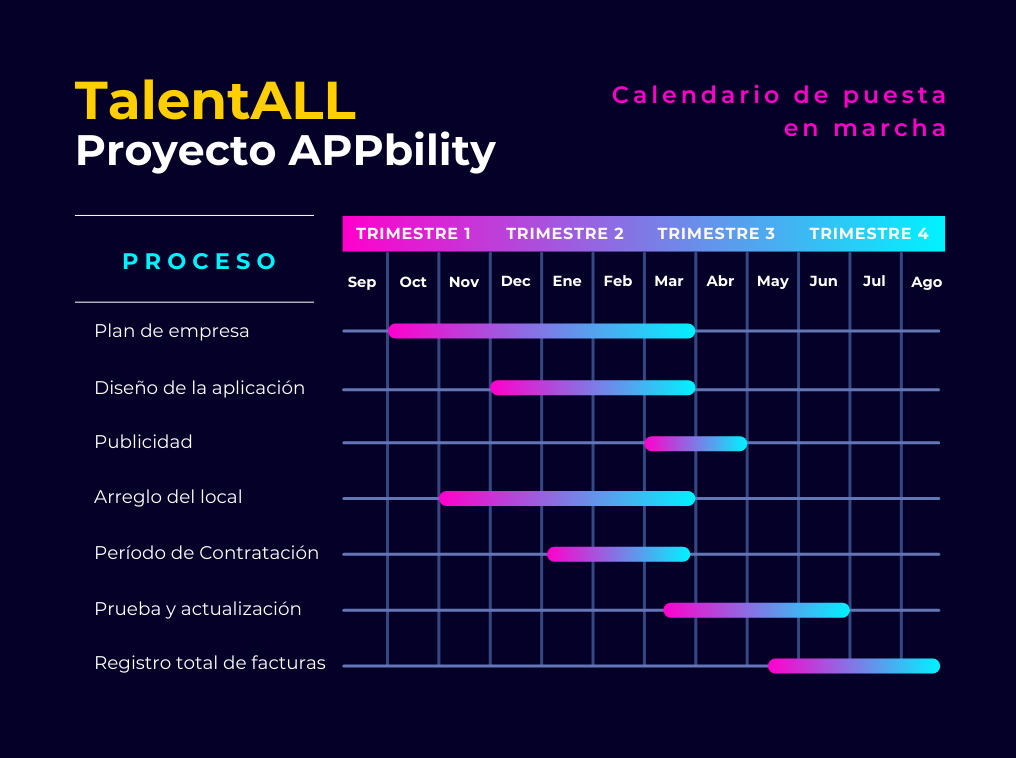 TalentALL
Proyecto APPbility
Calendario de puesta
en marcha
PROCESO
TRIMESTRE 1 TRIMESTRE 2 TRIMESTRE 3 TRIMESTRE 4
Sep Oct Nov Dec Ene Feb Mar Abr May Jun Jul Ago
Plan de empresa
Diseño de la aplicación
Publicidad
Arreglo del local
Período de Contratación
Prueba y actualización
Registro total de facturas